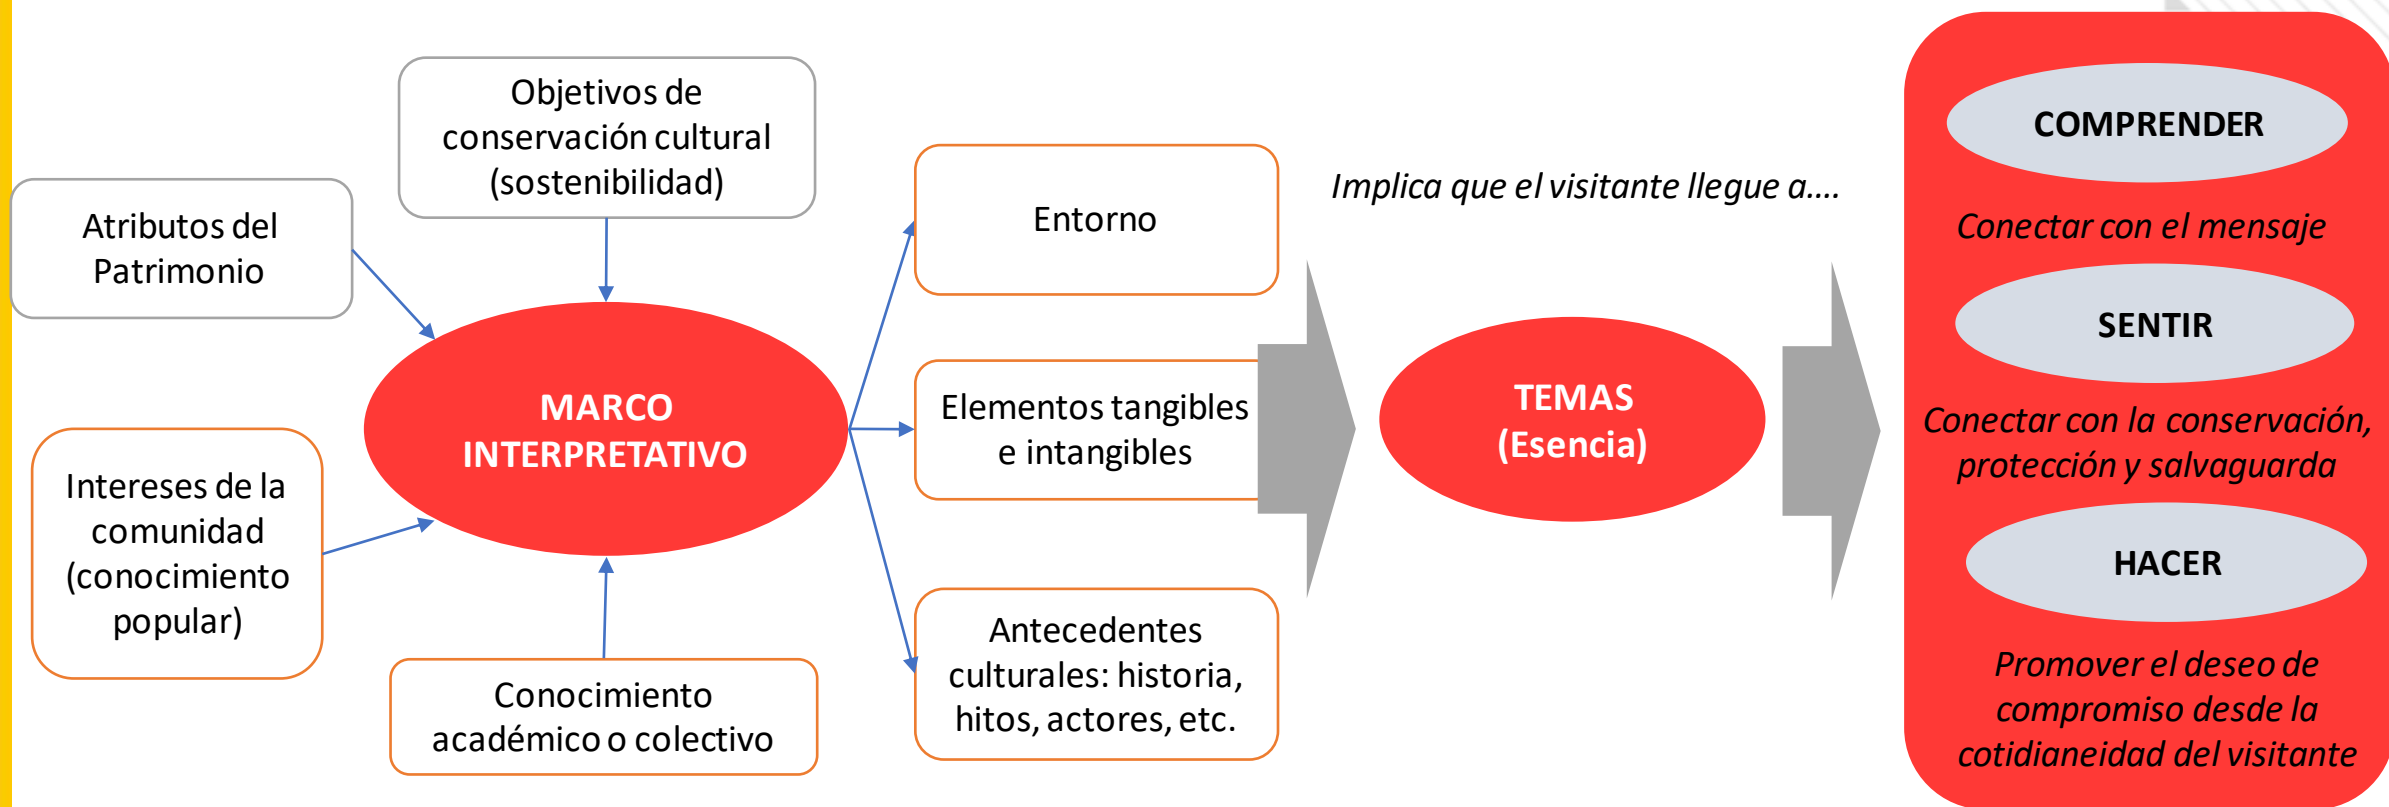 Atributos del
Patrimonio
Objetivos de
conservación cultural
(sostenibilidad)
Intereses de la
comunidad
(conocimiento
popular)
Conocimiento
académico o colectivo
MARCO
INTERPRETATIVO
Entorno
Elementos tangibles
e intangibles
Antecedentes
culturales: historia,
hitos, actores, etc.
Implica que el visitante llegue a....
TEMAS
(Esencia)
COMPRENDER
Conectar con el mensaje
SENTIR
Conectar con la conservación,
protección y salvaguarda
HACER
Promover el deseo de
compromiso desde la
cotidianeidad del visitante